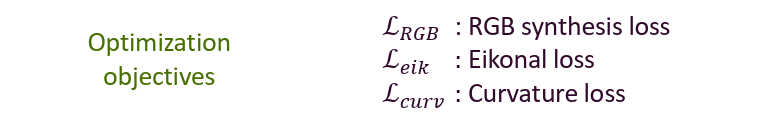 Optimization
objectives
ℒ_RGB : RGB synthesis loss
ℒ_eik : Eikonal loss
ℒ_curv : Curvature loss